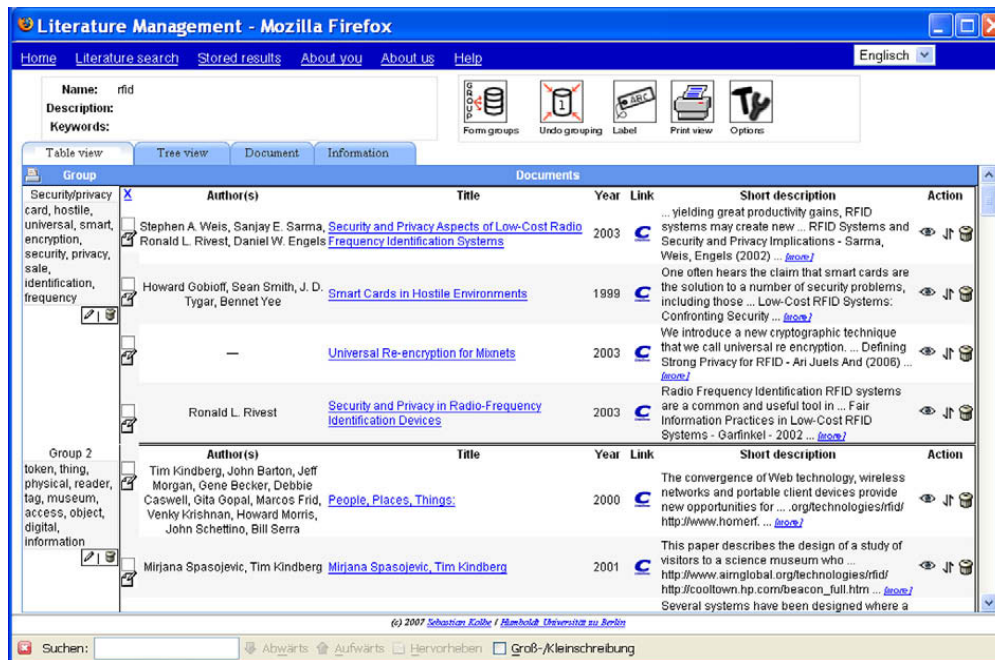 Literature Management - Mozilla Firefox
Home Literature search Stored results About you About us Help Englisch
Name: rfid
Description:
Keywords:
GROUP 1 ABC
Form groups Undo grouping Label Print view Options
Table view Tree view Document Information
Group Documents
Security/privacy
card, hostile,
universal, smart,
encryption,
security, privacy,
sale,
identification,
frequency
X Author(s) Title Year Link Short description Action
Stephen A. Weis, Sanjay E. Sarma,
Ronald L. Rivest, Daniel W. Engels
Security and Privacy Aspects of Low-Cost Radio
Frequency Identification Systems
2003 C
... yielding great productivity gains, RFID
systems may create new ... RFID Systems and
Security and Privacy Implications - Sarma,
Weis, Engels (2002) ... [more]
Howard Gobioff, Sean Smith, J. D.
Tygar, Bennet Yee
Smart Cards in Hostile Environments
1999 C
One often hears the claim that smart cards are
the solution to a number of security problems,
including those ... Low-Cost RFID Systems:
Confronting Security ... [more]
—
Universal Re-encryption for Mixnets
2003 C
We introduce a new cryptographic technique
that we call universal re encryption. ... Defining
Strong Privacy for RFID - Ari Juels And (2006) ...
[more]
Ronald L. Rivest
Security and Privacy in Radio-Frequency
Identification Devices
2003 C
Radio Frequency Identification RFID systems
are a common and useful tool in ... Fair
Information Practices in Low-Cost RFID
Systems - Garfinkel - 2002 ... [more]
Group 2
token, thing,
physical, reader,
tag, museum,
access, object,
digital,
information
Author(s) Title Year Link Short description Action
Tim Kindberg, John Barton, Jeff
Morgan, Gene Becker, Debbie
Caswell, Gita Gopal, Marcos Frid,
Venky Krishnan, Howard Morris,
John Schettino, Bill Serra
People, Places, Things:
2000 C
The convergence of Web technology, wireless
networks and portable client devices provide
new opportunities for ... .org/technologies/rfid/
http://www.homerf. ... [more]
Mirjana Spasojevic, Tim Kindberg
Mirjana Spasojevic, Tim Kindberg
2001 C
This paper describes the design of a study of
visitors to a science museum who ...
http://www.aimglobal.org/technologies/rfid/
http://cooltown.hp.com/beacon_full.htm ... [more]
Several systems have been designed where a
(c) 2007 Sebastian Kolbe / Humboldt Universität zu Berlin
Suchen: Abwärts Aufwärts Hervorheben Groß-/Kleinschreibung